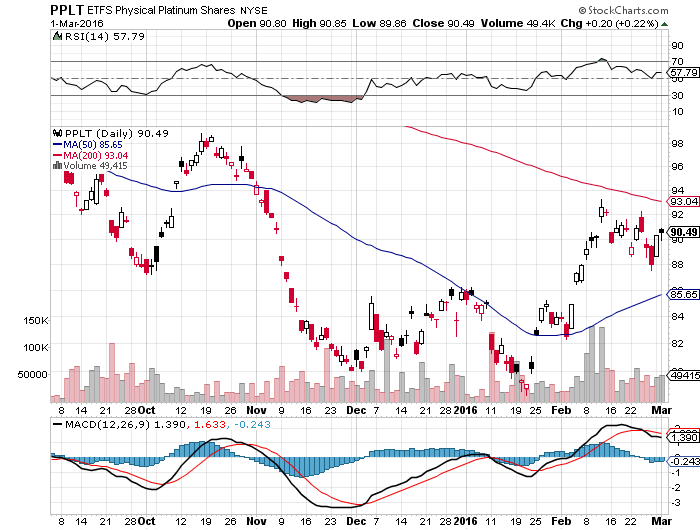 PPLT ETFS Physical Platinum Shares NYSE © StockCharts.com
1-Mar-2016 Open 90.80 High 90.85 Low 89.86 Close 90.49 Volume 49.4K Chg +0.20 (+0.22%)
RSI(14) 57.79
90
70
57.79
50
30
10
PPLT (Daily) 90.49
MA(50) 85.65
MA(200) 93.04
Volume 49,415
98
96
94
93.04
92
90.49
90
88
86
85.65
84
82
80
150K
100K
50000
49415
8 14 21 28 Oct 12 19 26 Nov 9 16 23 Dec 7 14 21 28 2016 11 19 25 Feb 8 16 22 Mar
MACD(12,26,9) 1.390, 1.633, -0.243
2
1.390
-0.243
-1
-2
-3
8 14 21 28 Oct 12 19 26 Nov 9 16 23 Dec 7 14 21 28 2016 11 19 25 Feb 8 16 22 Mar